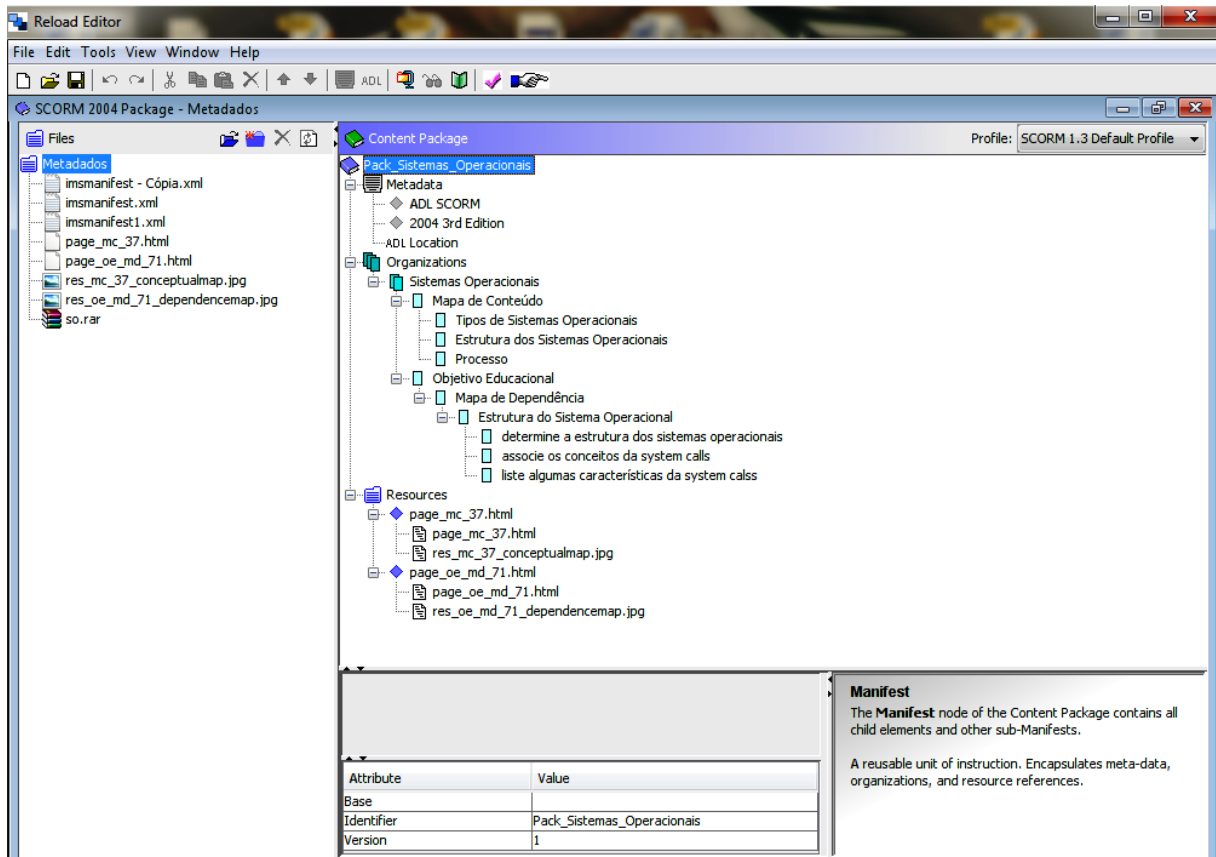 Reload Editor
File Edit Tools View Window Help
ADL
SCORM 2004 Package - Metadados
Files
Metadados
imsmanifest - Cópia.xml
imsmanifest.xml
imsmanifest1.xml
page_mc_37.html
page_oe_md_71.html
res_mc_37_conceptualmap.jpg
res_oe_md_71_dependencemap.jpg
so.rar
Content Package
Profile: SCORM 1.3 Default Profile
Pack_Sistemas_Operacionais
Metadata
ADL SCORM
2004 3rd Edition
ADL Location
Organizations
Sistemas Operacionais
Mapa de Conteúdo
Tipos de Sistemas Operacionais
Estrutura dos Sistemas Operacionais
Processo
Objetivo Educacional
Mapa de Dependência
Estrutura do Sistema Operacional
determine a estrutura dos sistemas operacionais
associe os conceitos da system calls
liste algumas características da system calss
Resources
page_mc_37.html
page_mc_37.html
res_mc_37_conceptualmap.jpg
page_oe_md_71.html
page_oe_md_71.html
res_oe_md_71_dependencemap.jpg
Attribute Value
Base
Identifier Pack_Sistemas_Operacionais
Version 1
Manifest
The Manifest node of the Content Package contains all
child elements and other sub-Manifests.
A reusable unit of instruction. Encapsulates meta-data,
organizations, and resource references.